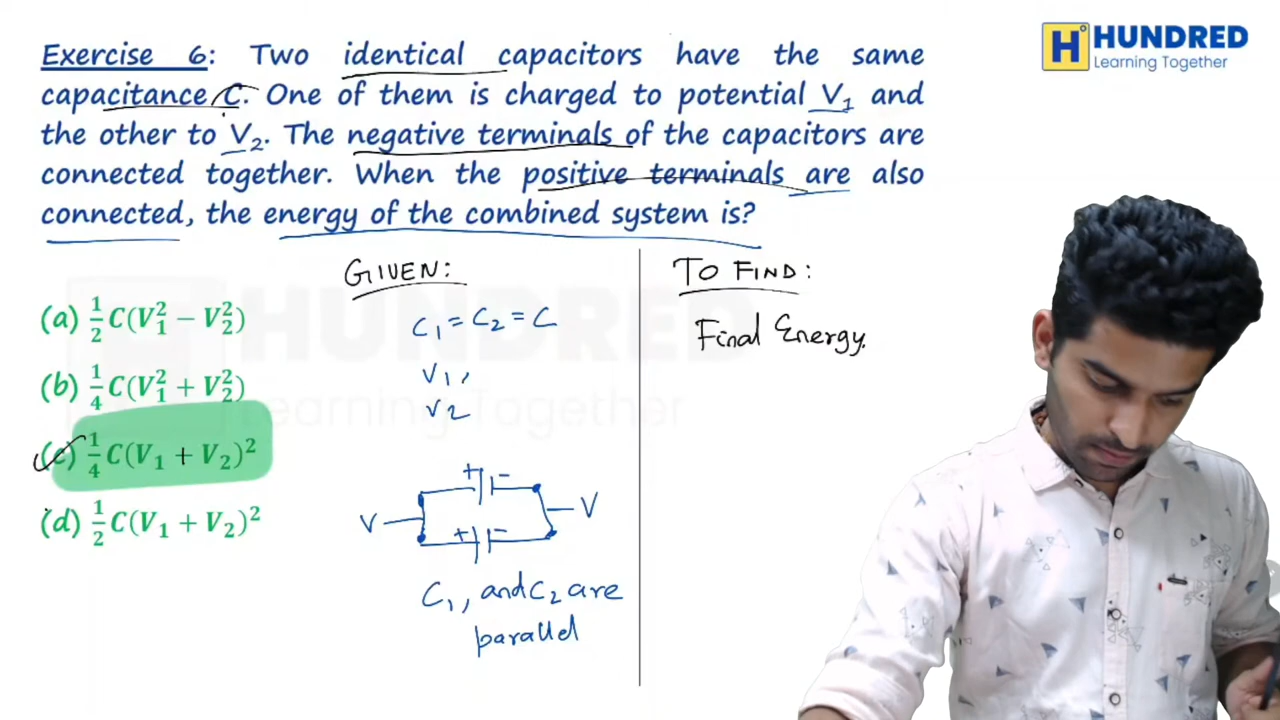 Exercise 6: Two identical capacitors have the same
capacitance C. One of them is charged to potential V₁ and
the other to V₂. The negative terminals of the capacitors are
connected together. When the positive terminals are also
connected, the energy of the combined system is?
HUNDRED
Learning Together
(a) 1/2 C(V₁² − V₂²)
(b) 1/4 C(V₁² + V₂²)
(c) 1/4 C(V₁ + V₂)²
(d) 1/2 C(V₁ + V₂)²
GIVEN:
C₁ = C₂ = C
V₁,
V₂
+ −
V V
+ −
C₁, and C₂ are
parallel
TO FIND:
Final Energy.
HUNDRED
Learning Together